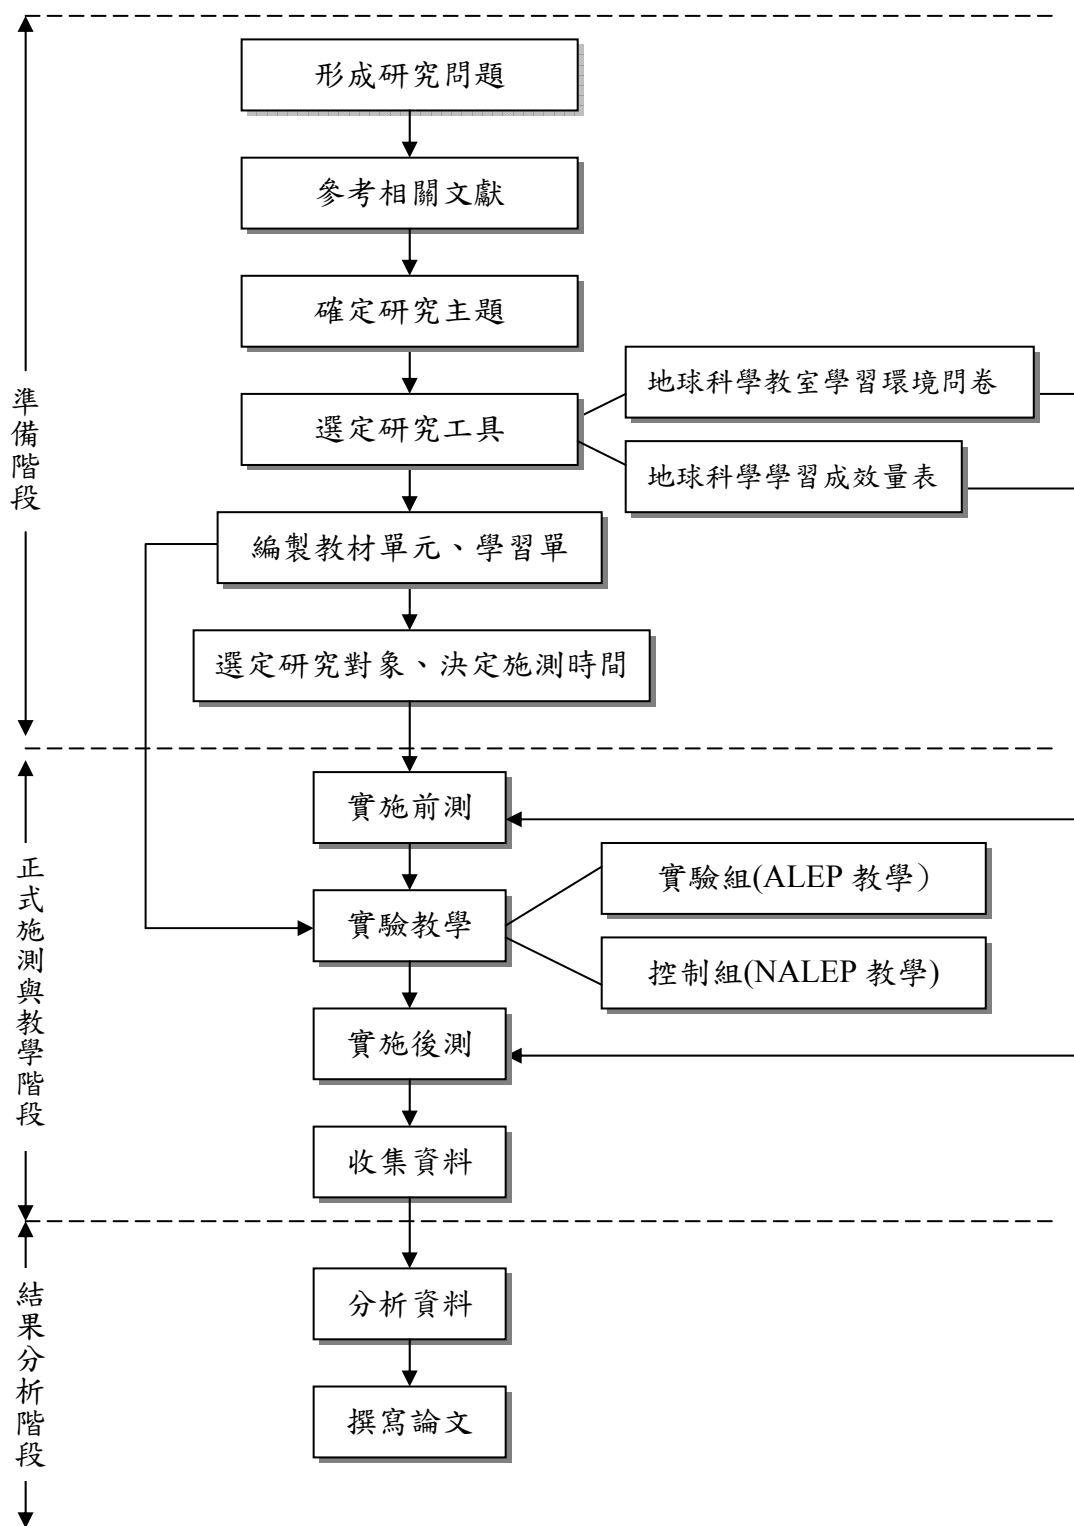 形成研究問題
參考相關文獻
確定研究主題
選定研究工具
地球科學教室學習環境問卷
地球科學學習成效量表
編製教材單元、學習單
選定研究對象、決定施測時間
準備階段
實施前測
實驗教學
實驗組(ALEP 教學）
控制組(NALEP 教學)
實施後測
收集資料
正式施測與教學階段
分析資料
撰寫論文
結果分析階段